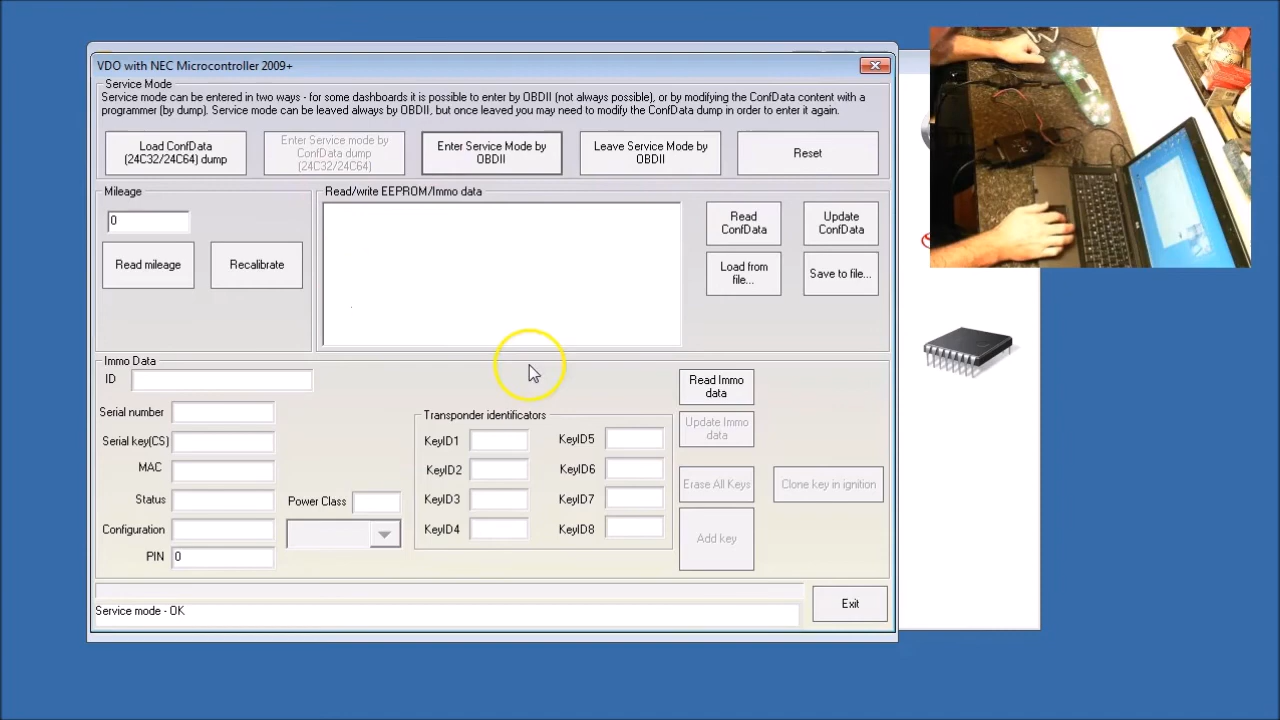 VDO with NEC Microcontroller 2009+
Service Mode
Service mode can be entered in two ways - for some dashboards it is possible to enter by OBDII (not always possible), or by modifying the ConfData content with a
programmer (by dump). Service mode can be leaved always by OBDII, but once leaved you may need to modify the ConfData dump in order to enter it again.
Load ConfData
(24C32/24C64) dump
Enter Service mode by
ConfData dump
(24C32/24C64)
Enter Service Mode by
OBDII
Leave Service Mode by
OBDII
Reset
Mileage
0
Read mileage
Recalibrate
Read/write EEPROM/Immo data
Read
ConfData
Update
ConfData
Load from
file...
Save to file...
Immo Data
ID
Serial number
Serial key(CS)
MAC
Status
Configuration
PIN
0
Power Class
Transponder identificators
KeyID1
KeyID2
KeyID3
KeyID4
KeyID5
KeyID6
KeyID7
KeyID8
Read Immo
data
Update Immo
data
Erase All Keys
Clone key in ignition
Add key
Service mode - OK
Exit